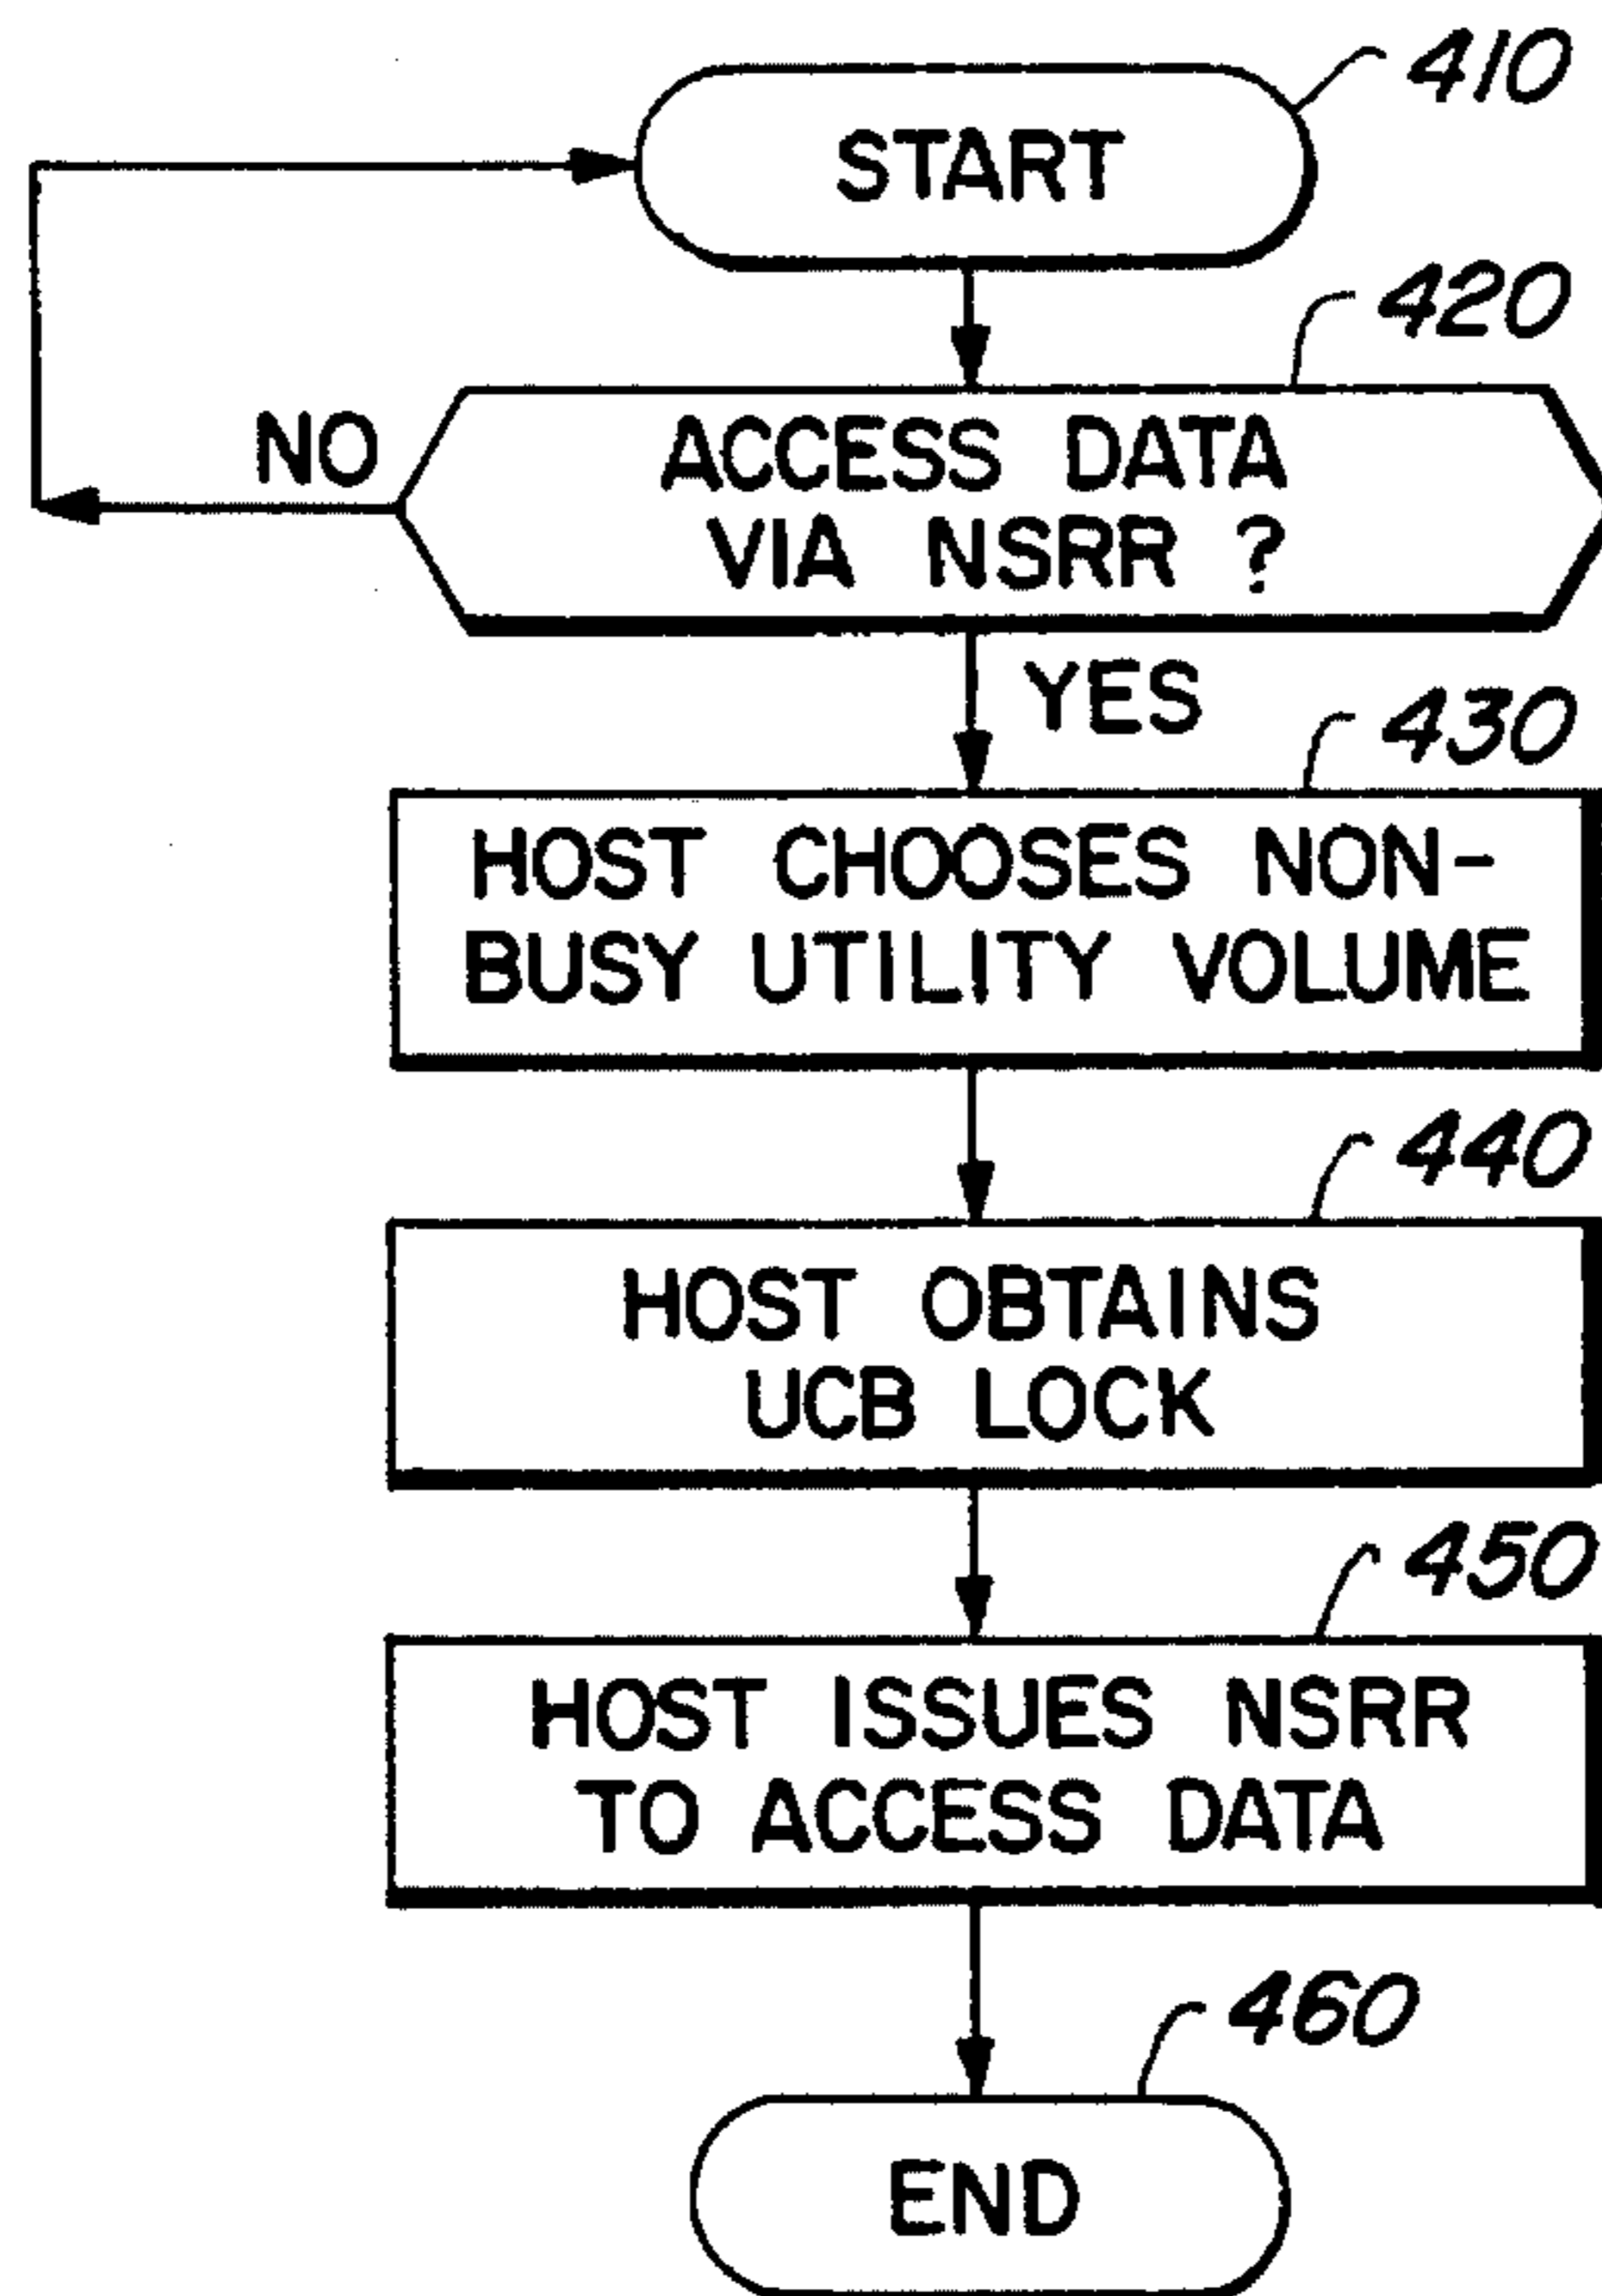 410
START
420
NO
ACCESS DATA
VIA NSRR ?
YES
430
HOST CHOOSES NON-
BUSY UTILITY VOLUME
440
HOST OBTAINS
UCB LOCK
450
HOST ISSUES NSRR
TO ACCESS DATA
460
END